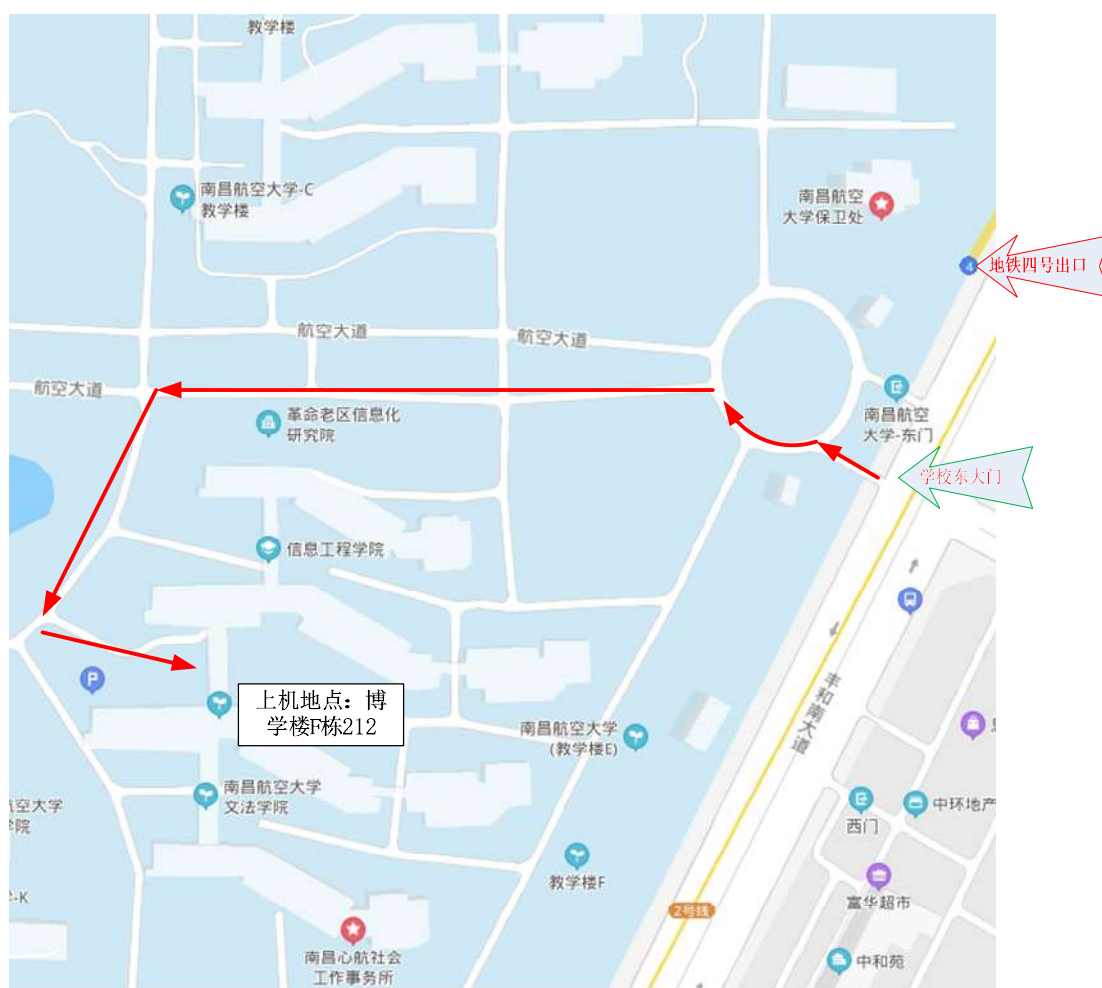 教学楼
南昌航空大学-C
教学楼
南昌航空
大学保卫处
4
地铁四号出口
航空大道
航空大道
航空大道
南昌航空
大学-东门
革命老区信息化
研究院
学校东大门
信息工程学院
P
上机地点：博
学楼F栋212
南昌航空大学
(教学楼E)
丰和南大道
南昌航空大学
文法学院
航空大学
学院
中环地产
西门
教学楼F
富华超市
-K
2号线
南昌心航社会
工作事务所
中和苑